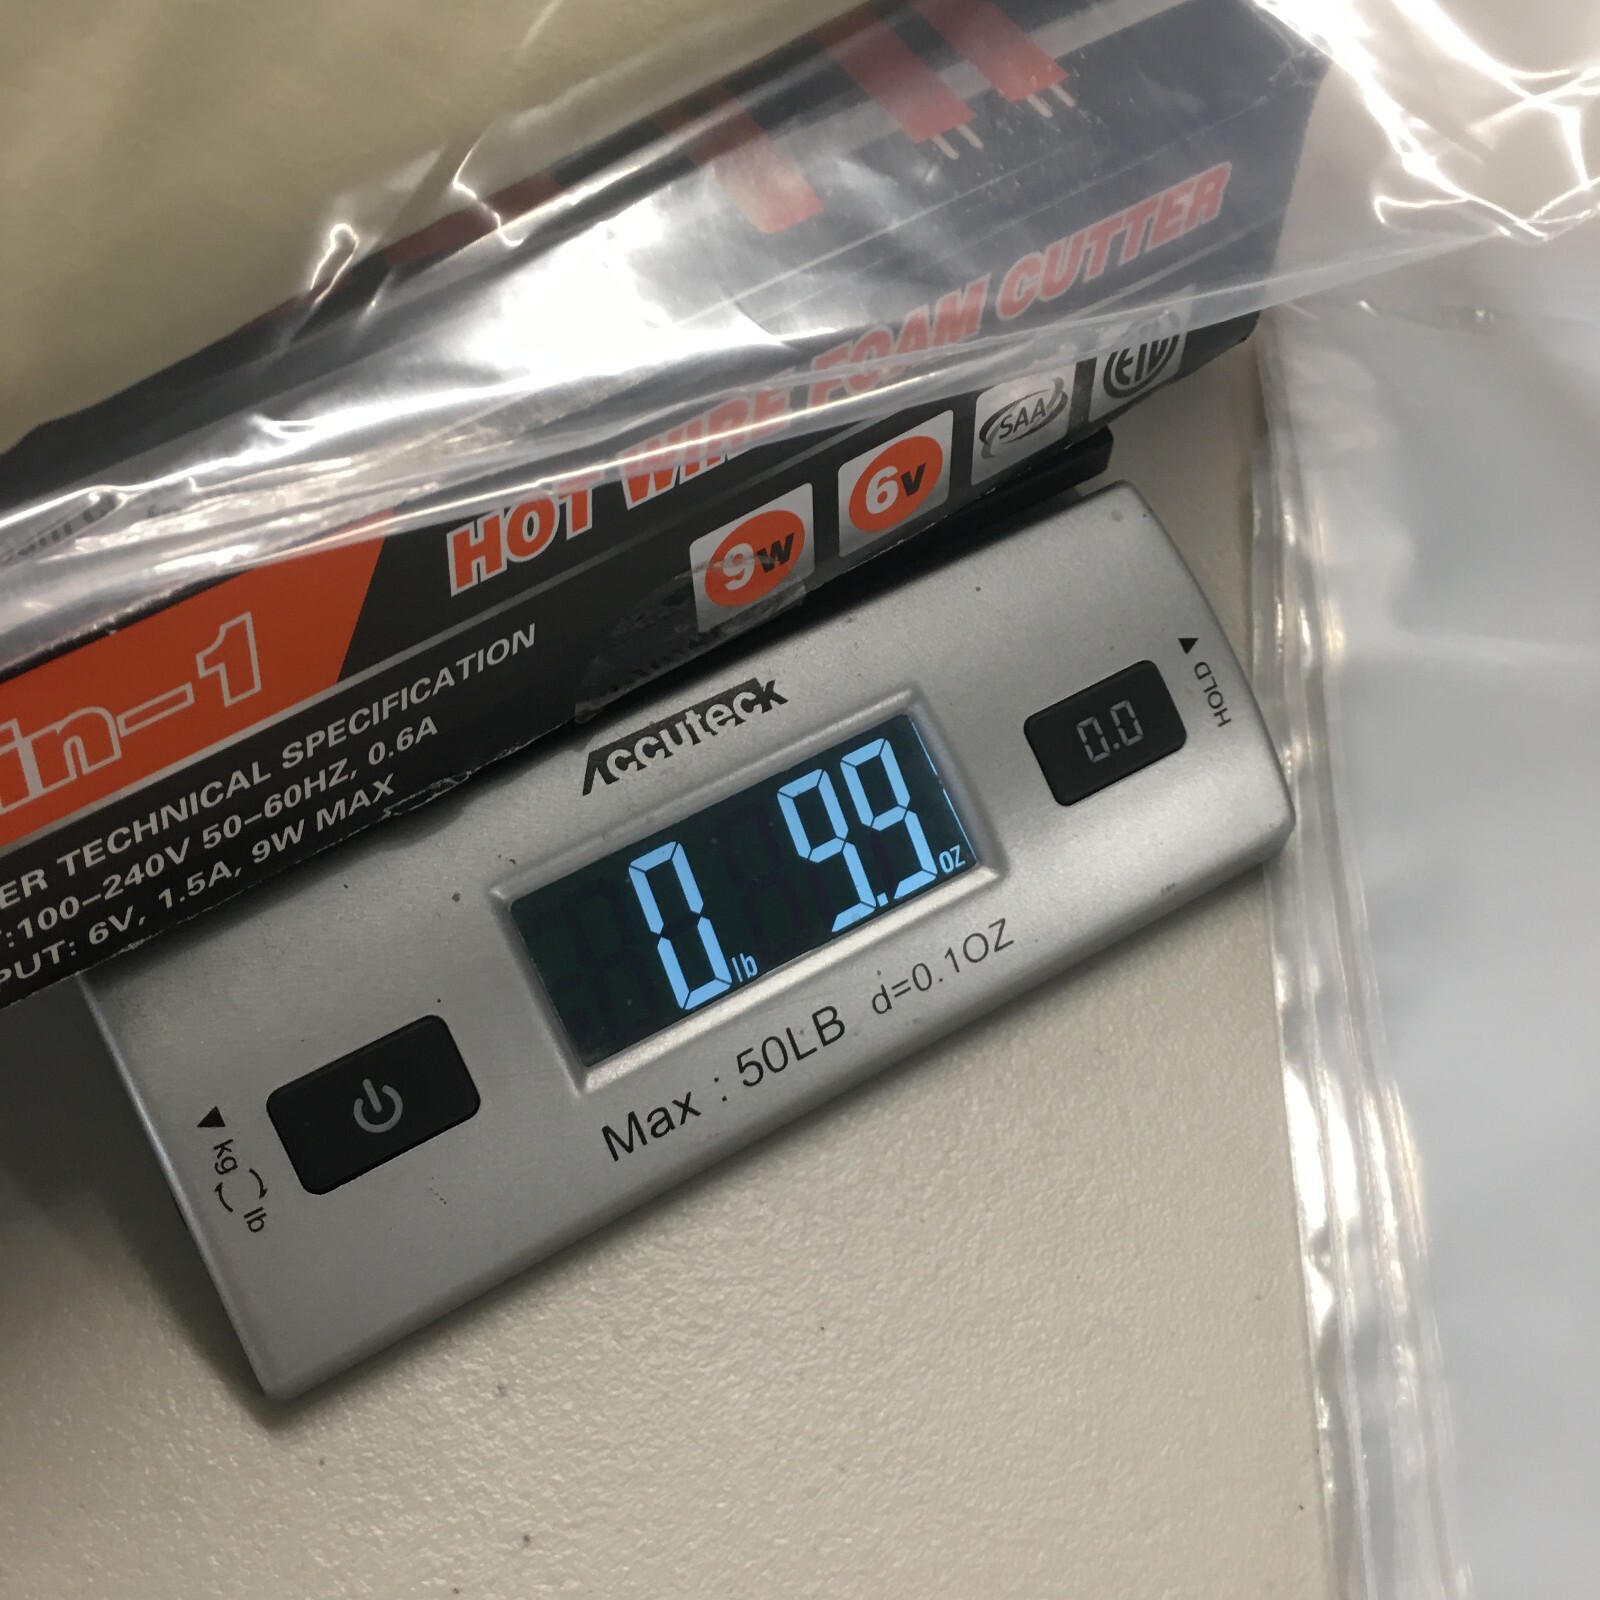 HOT WIRE FOAM CUTTER
9W 6V SAA
in-1
ER TECHNICAL SPECIFICATION
T:100-240V 50-60HZ, 0.6A
PUT: 6V, 1.5A, 9W MAX
Accuteck
0 lb 9.9 oz
0.0
HOLD
Max : 50LB d=0.1OZ
kg lb